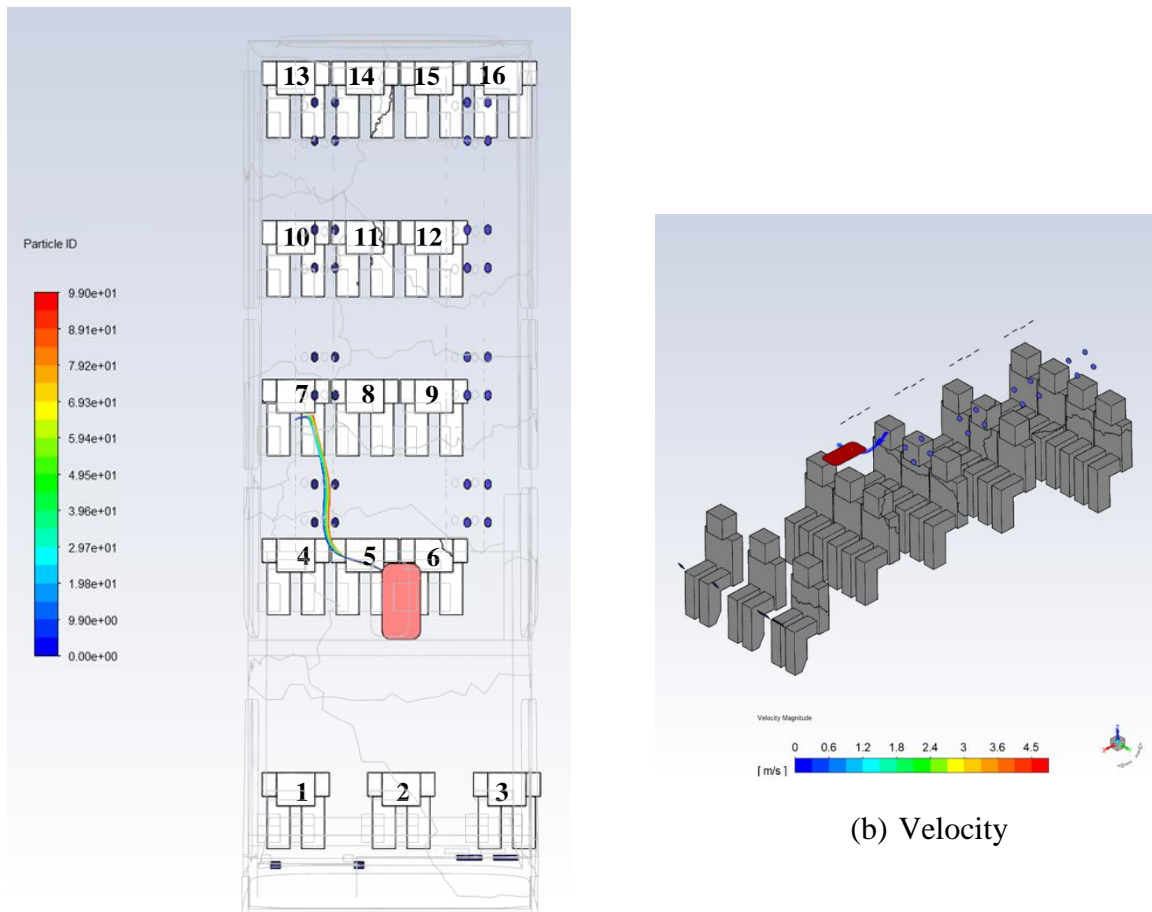 13 14 15 16
10 11 12
Particle ID
9.90e+01
8.91e+01
7.92e+01
6.93e+01
5.94e+01
4.95e+01
3.96e+01
2.97e+01
1.98e+01
9.90e+00
0.00e+00
7 8 9
4 5 6
1 2 3
Velocity Magnitude
0 0.6 1.2 1.8 2.4 3 3.6 4.5
[ m/s ]
Z
X
Y
(b) Velocity